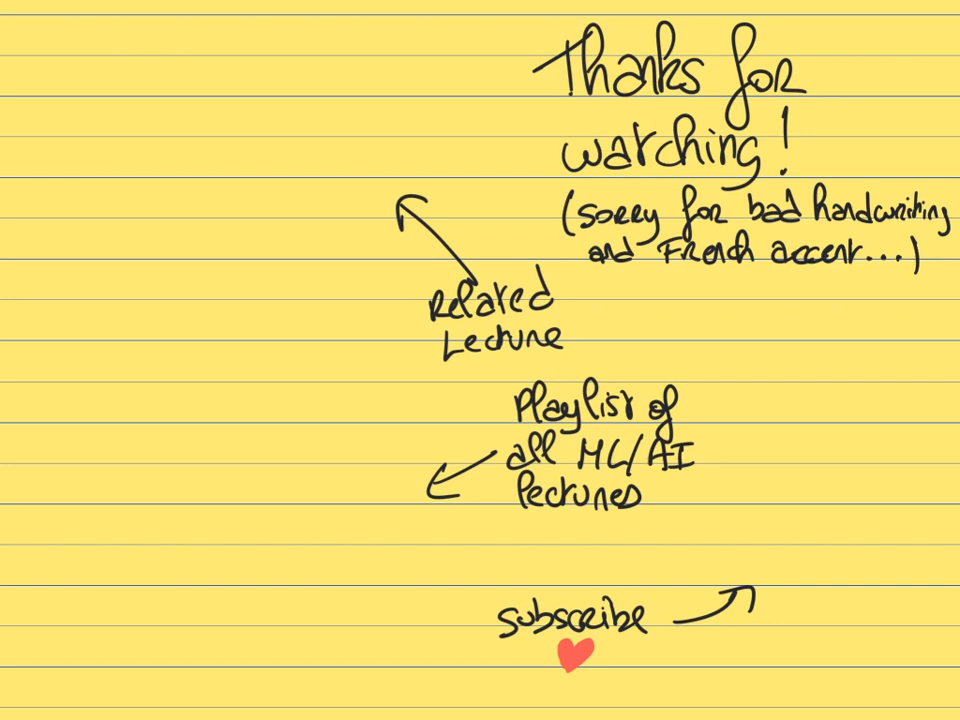 Thanks for
watching!
(sorry for bad handwriting
and French accent...)
Related
Lecture
Playlist of
all ML/AI
lectures
subscribe